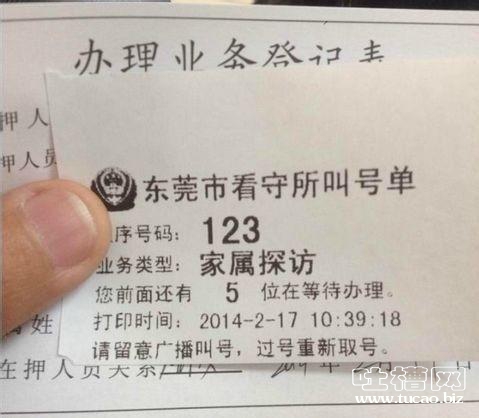 办理业务登记表
押人
押人员
东莞市看守所叫号单
序号码：123
业务类型：家属探访
您前面还有 5 位在等待办理。
打印时间：2014-2-17 10:39:18
请留意广播叫号，过号重新取号。
姓
在押人员关系
吐槽网
www.tucao.biz